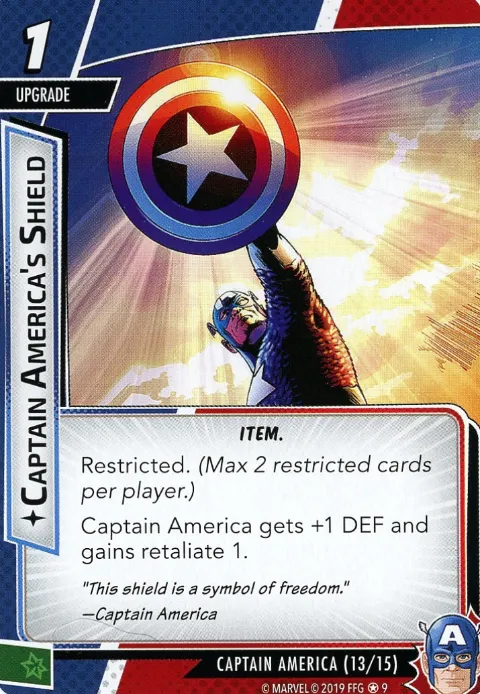 1
UPGRADE
CAPTAIN AMERICA'S SHIELD
ITEM.
Restricted. (Max 2 restricted cards
per player.)
Captain America gets +1 DEF and
gains retaliate 1.
"This shield is a symbol of freedom."
—Captain America
A
CAPTAIN AMERICA (13/15)
© MARVEL © 2019 FFG ✪ 9